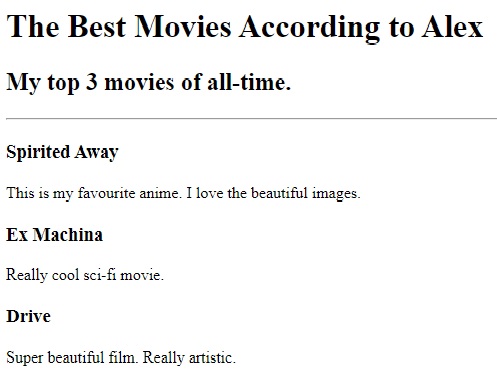 The Best Movies According to Alex
My top 3 movies of all-time.
Spirited Away
This is my favourite anime. I love the beautiful images.
Ex Machina
Really cool sci-fi movie.
Drive
Super beautiful film. Really artistic.